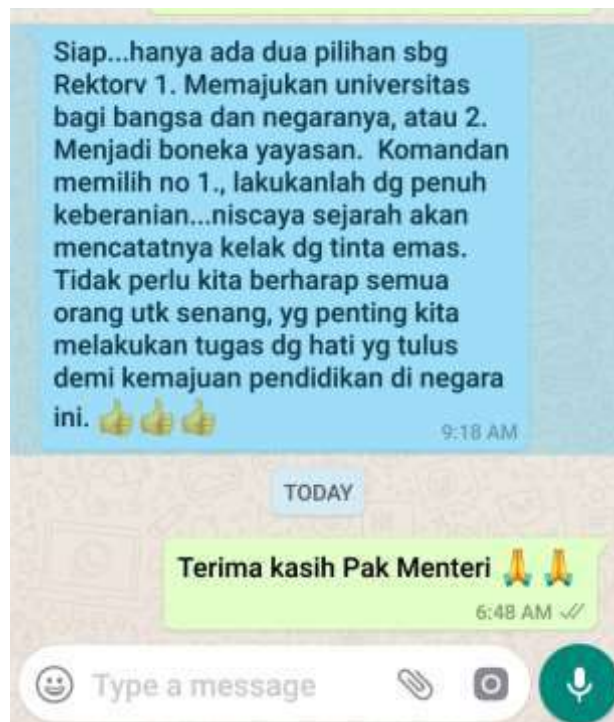 Siap...hanya ada dua pilihan sbg
Rektorv 1. Memajukan universitas
bagi bangsa dan negaranya, atau 2.
Menjadi boneka yayasan. Komandan
memilih no 1., lakukanlah dg penuh
keberanian...niscaya sejarah akan
mencatatnya kelak dg tinta emas.
Tidak perlu kita berharap semua
orang utk senang, yg penting kita
melakukan tugas dg hati yg tulus
demi kemajuan pendidikan di negara
ini. 👍👍👍
9:18 AM
TODAY
Terima kasih Pak Menteri 🙏🙏
6:48 AM
Type a message